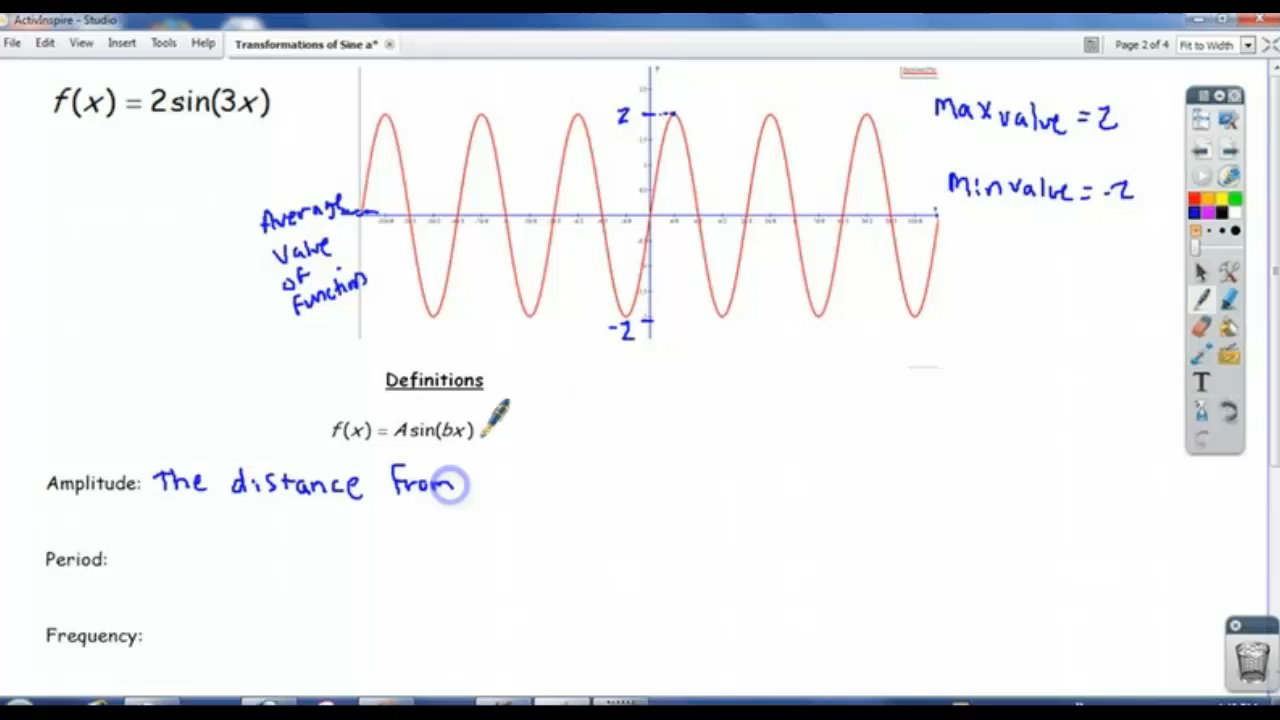 ActivInspire - Studio
File Edit View Insert Tools Help
Transformations of Sine a*
Page 2 of 4
Fit to Width
f(x) = 2sin(3x)
2
-2
Max value = 2
Min value = -2
Average
value
of
function
Definitions
f(x) = Asin(bx)
Amplitude: The distance from
Period:
Frequency:
T